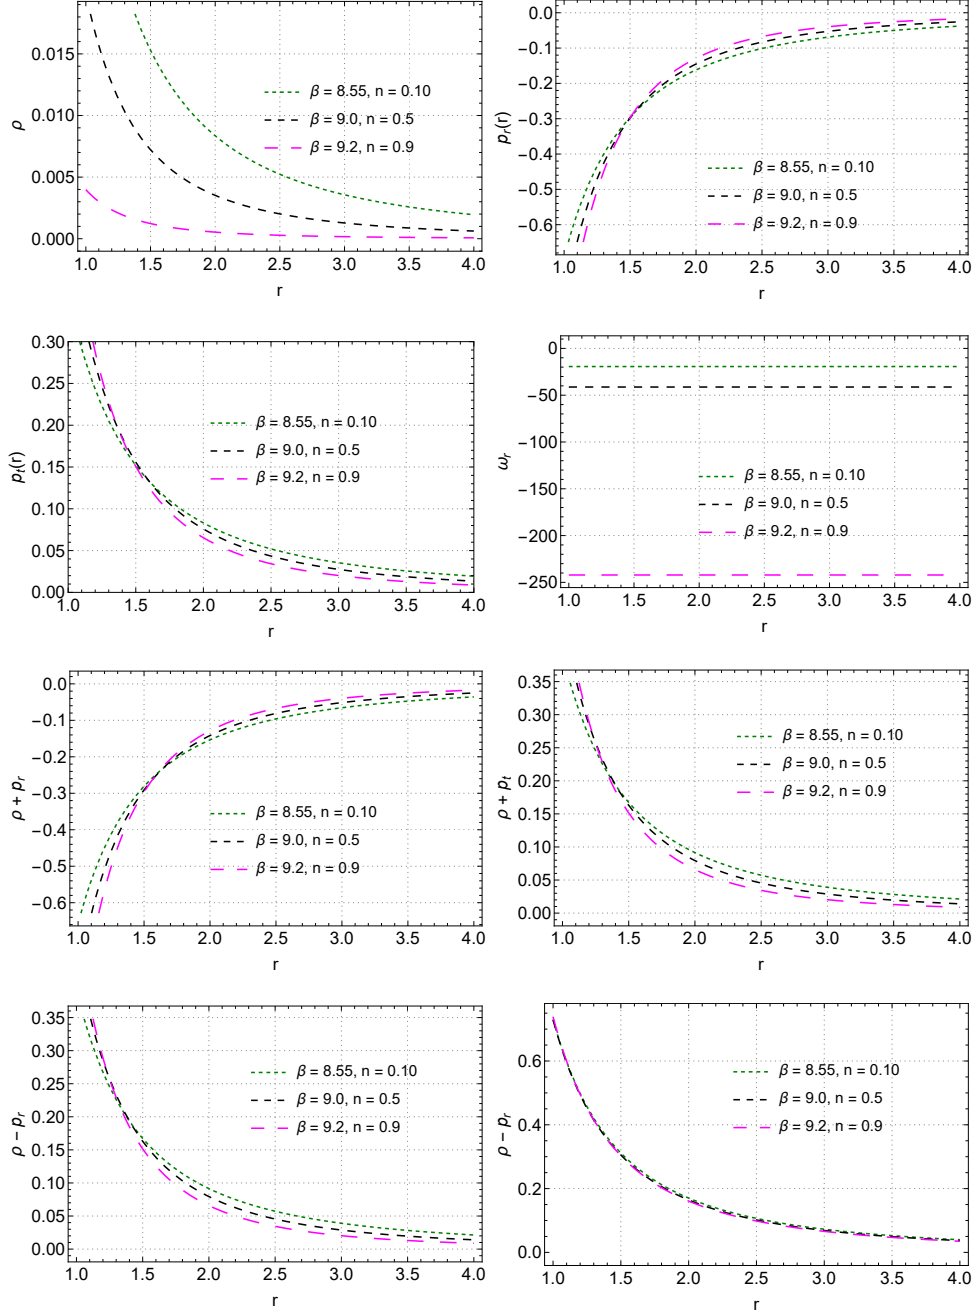 0.015
0.010
0.005
0.000
ρ
β = 8.55, n = 0.10
β = 9.0, n = 0.5
β = 9.2, n = 0.9
1.0 1.5 2.0 2.5 3.0 3.5 4.0
r
0.0
−0.1
−0.2
−0.3
−0.4
−0.5
−0.6
pr(r)
β = 8.55, n = 0.10
β = 9.0, n = 0.5
β = 9.2, n = 0.9
1.0 1.5 2.0 2.5 3.0 3.5 4.0
r
0.30
0.25
0.20
0.15
0.10
0.05
0.00
pt(r)
β = 8.55, n = 0.10
β = 9.0, n = 0.5
β = 9.2, n = 0.9
1.0 1.5 2.0 2.5 3.0 3.5 4.0
r
0
−50
−100
−150
−200
−250
ωr
β = 8.55, n = 0.10
β = 9.0, n = 0.5
β = 9.2, n = 0.9
1.0 1.5 2.0 2.5 3.0 3.5 4.0
r
0.0
−0.1
−0.2
−0.3
−0.4
−0.5
−0.6
ρ + pr
β = 8.55, n = 0.10
β = 9.0, n = 0.5
β = 9.2, n = 0.9
1.0 1.5 2.0 2.5 3.0 3.5 4.0
r
0.35
0.30
0.25
0.20
0.15
0.10
0.05
0.00
ρ + pt
β = 8.55, n = 0.10
β = 9.0, n = 0.5
β = 9.2, n = 0.9
1.0 1.5 2.0 2.5 3.0 3.5 4.0
r
0.35
0.30
0.25
0.20
0.15
0.10
0.05
0.00
ρ − pr
β = 8.55, n = 0.10
β = 9.0, n = 0.5
β = 9.2, n = 0.9
1.0 1.5 2.0 2.5 3.0 3.5 4.0
r
0.6
0.4
0.2
0.0
ρ − pr
β = 8.55, n = 0.10
β = 9.0, n = 0.5
β = 9.2, n = 0.9
1.0 1.5 2.0 2.5 3.0 3.5 4.0
r